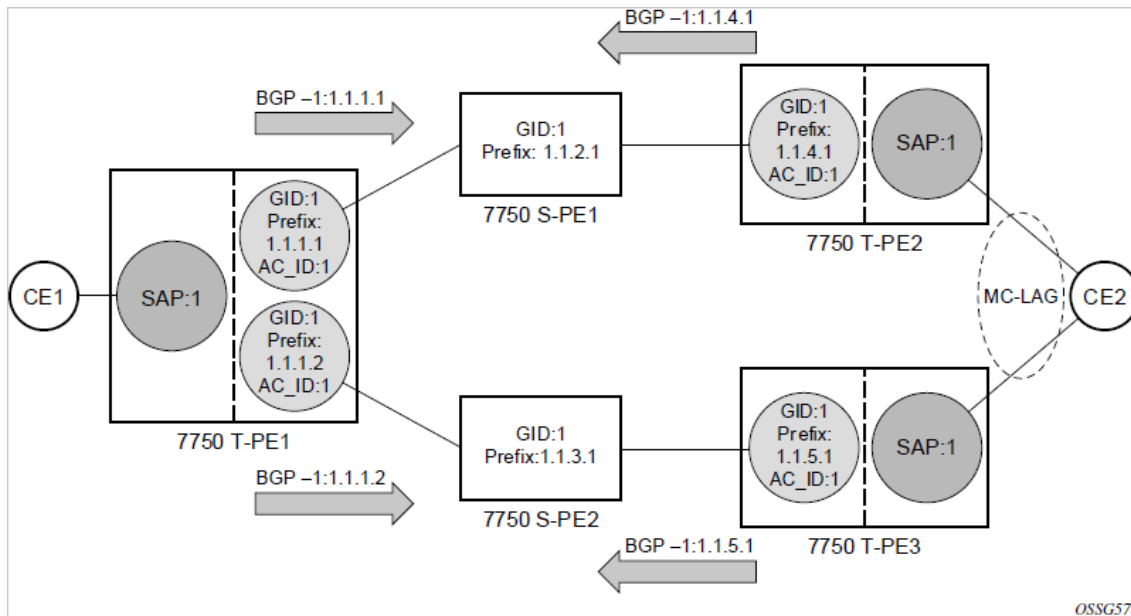 BGP –1:1.1.4.1
BGP –1:1.1.1.1
GID:1
Prefix: 1.1.2.1
7750 S-PE1
GID:1
Prefix:
1.1.4.1
AC_ID:1
SAP:1
7750 T-PE2
CE1
SAP:1
GID:1
Prefix:
1.1.1.1
AC_ID:1
GID:1
Prefix:
1.1.1.2
AC_ID:1
7750 T-PE1
MC-LAG
CE2
GID:1
Prefix:1.1.3.1
7750 S-PE2
GID:1
Prefix:
1.1.5.1
AC_ID:1
SAP:1
7750 T-PE3
BGP –1:1.1.1.2
BGP –1:1.1.5.1
OSSG57